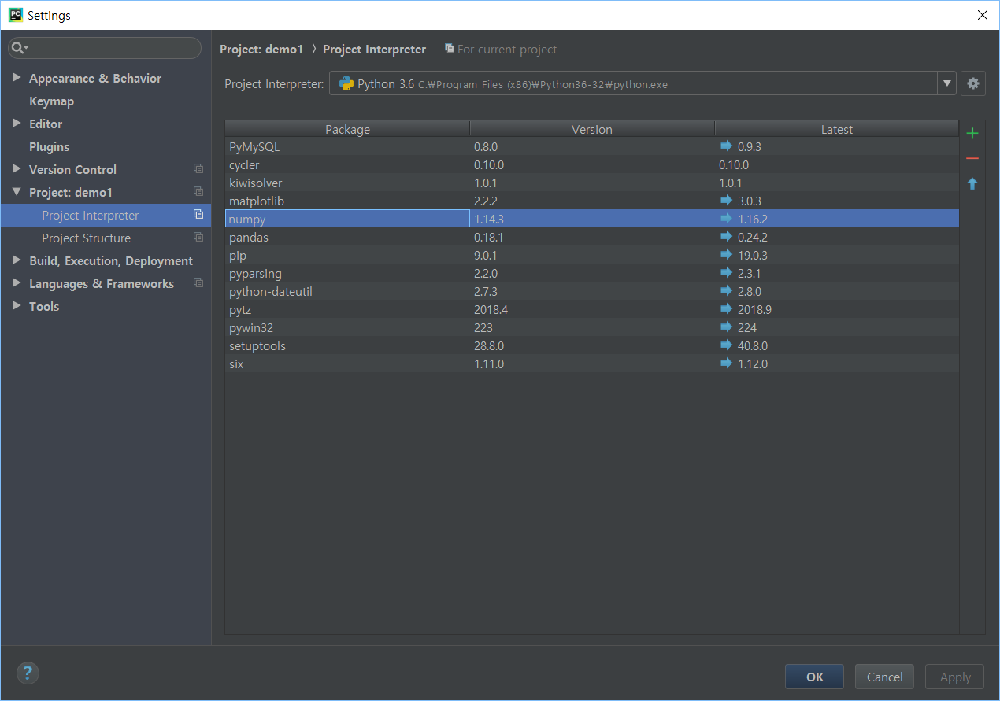 PC Settings
Appearance & Behavior
Keymap
Editor
Plugins
Version Control
Project: demo1
Project Interpreter
Project Structure
Build, Execution, Deployment
Languages & Frameworks
Tools
Project: demo1 › Project Interpreter For current project
Project Interpreter: Python 3.6 C:₩Program Files (x86)₩Python36-32₩python.exe
Package Version Latest
PyMySQL 0.8.0 0.9.3
cycler 0.10.0 0.10.0
kiwisolver 1.0.1 1.0.1
matplotlib 2.2.2 3.0.3
numpy 1.14.3 1.16.2
pandas 0.18.1 0.24.2
pip 9.0.1 19.0.3
pyparsing 2.2.0 2.3.1
python-dateutil 2.7.3 2.8.0
pytz 2018.4 2018.9
pywin32 223 224
setuptools 28.8.0 40.8.0
six 1.11.0 1.12.0
? OK Cancel Apply